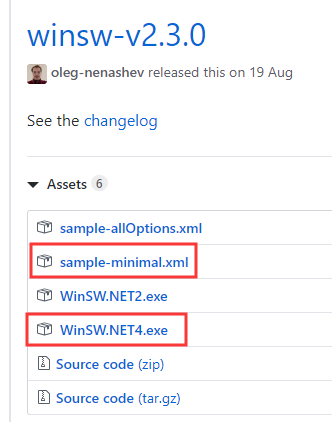 winsw-v2.3.0
oleg-nenashev released this on 19 Aug
See the changelog
Assets 6
sample-allOptions.xml
sample-minimal.xml
WinSW.NET2.exe
WinSW.NET4.exe
Source code (zip)
Source code (tar.gz)